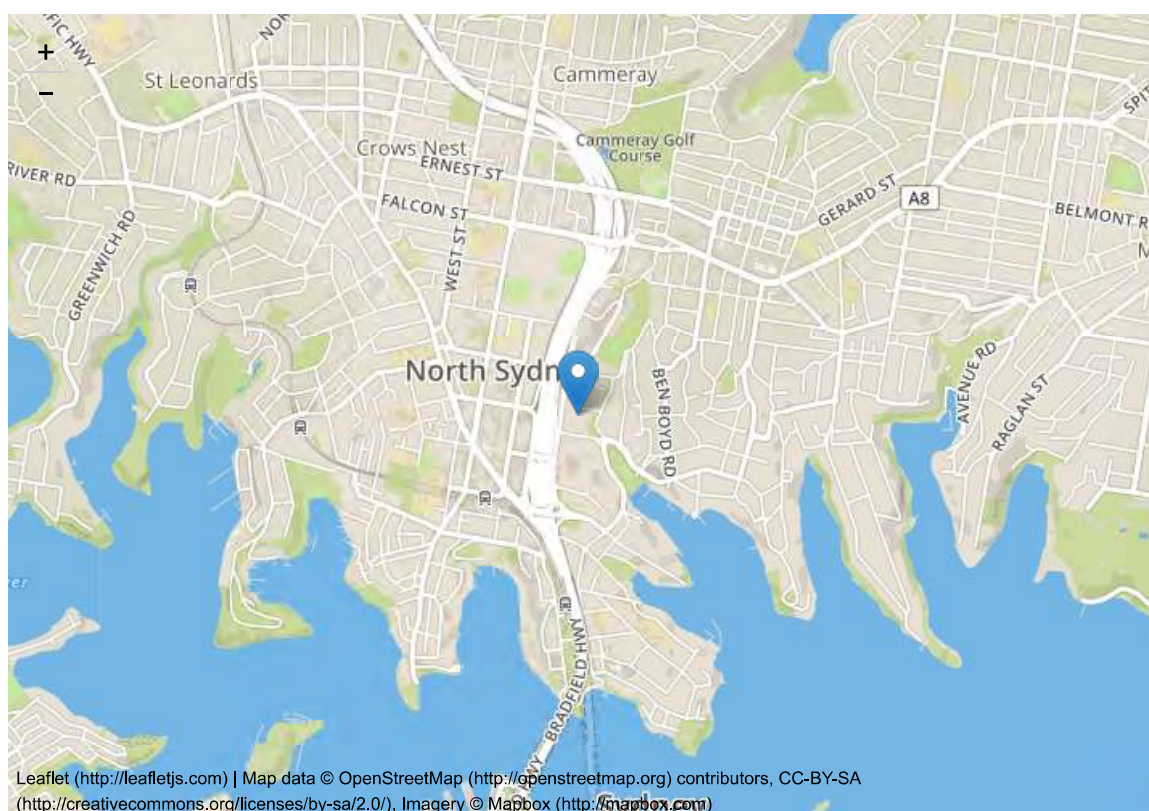 +
−
St Leonards
Cammeray
Crows Nest
Cammeray Golf
Course
ERNEST ST
RIVER RD
FALCON ST
GERARD ST
A8
BELMONT R
GREENWICH RD
WEST ST
North Sydn
BEN BOYD RD
AVENUE RD
RAGLAN ST
BRADFIELD HWY
HWY
Leaflet (http://leafletjs.com) | Map data © OpenStreetMap (http://openstreetmap.org) contributors, CC-BY-SA
(http://creativecommons.org/licenses/by-sa/2.0/), Imagery © Mapbox (http://mapbox.com)